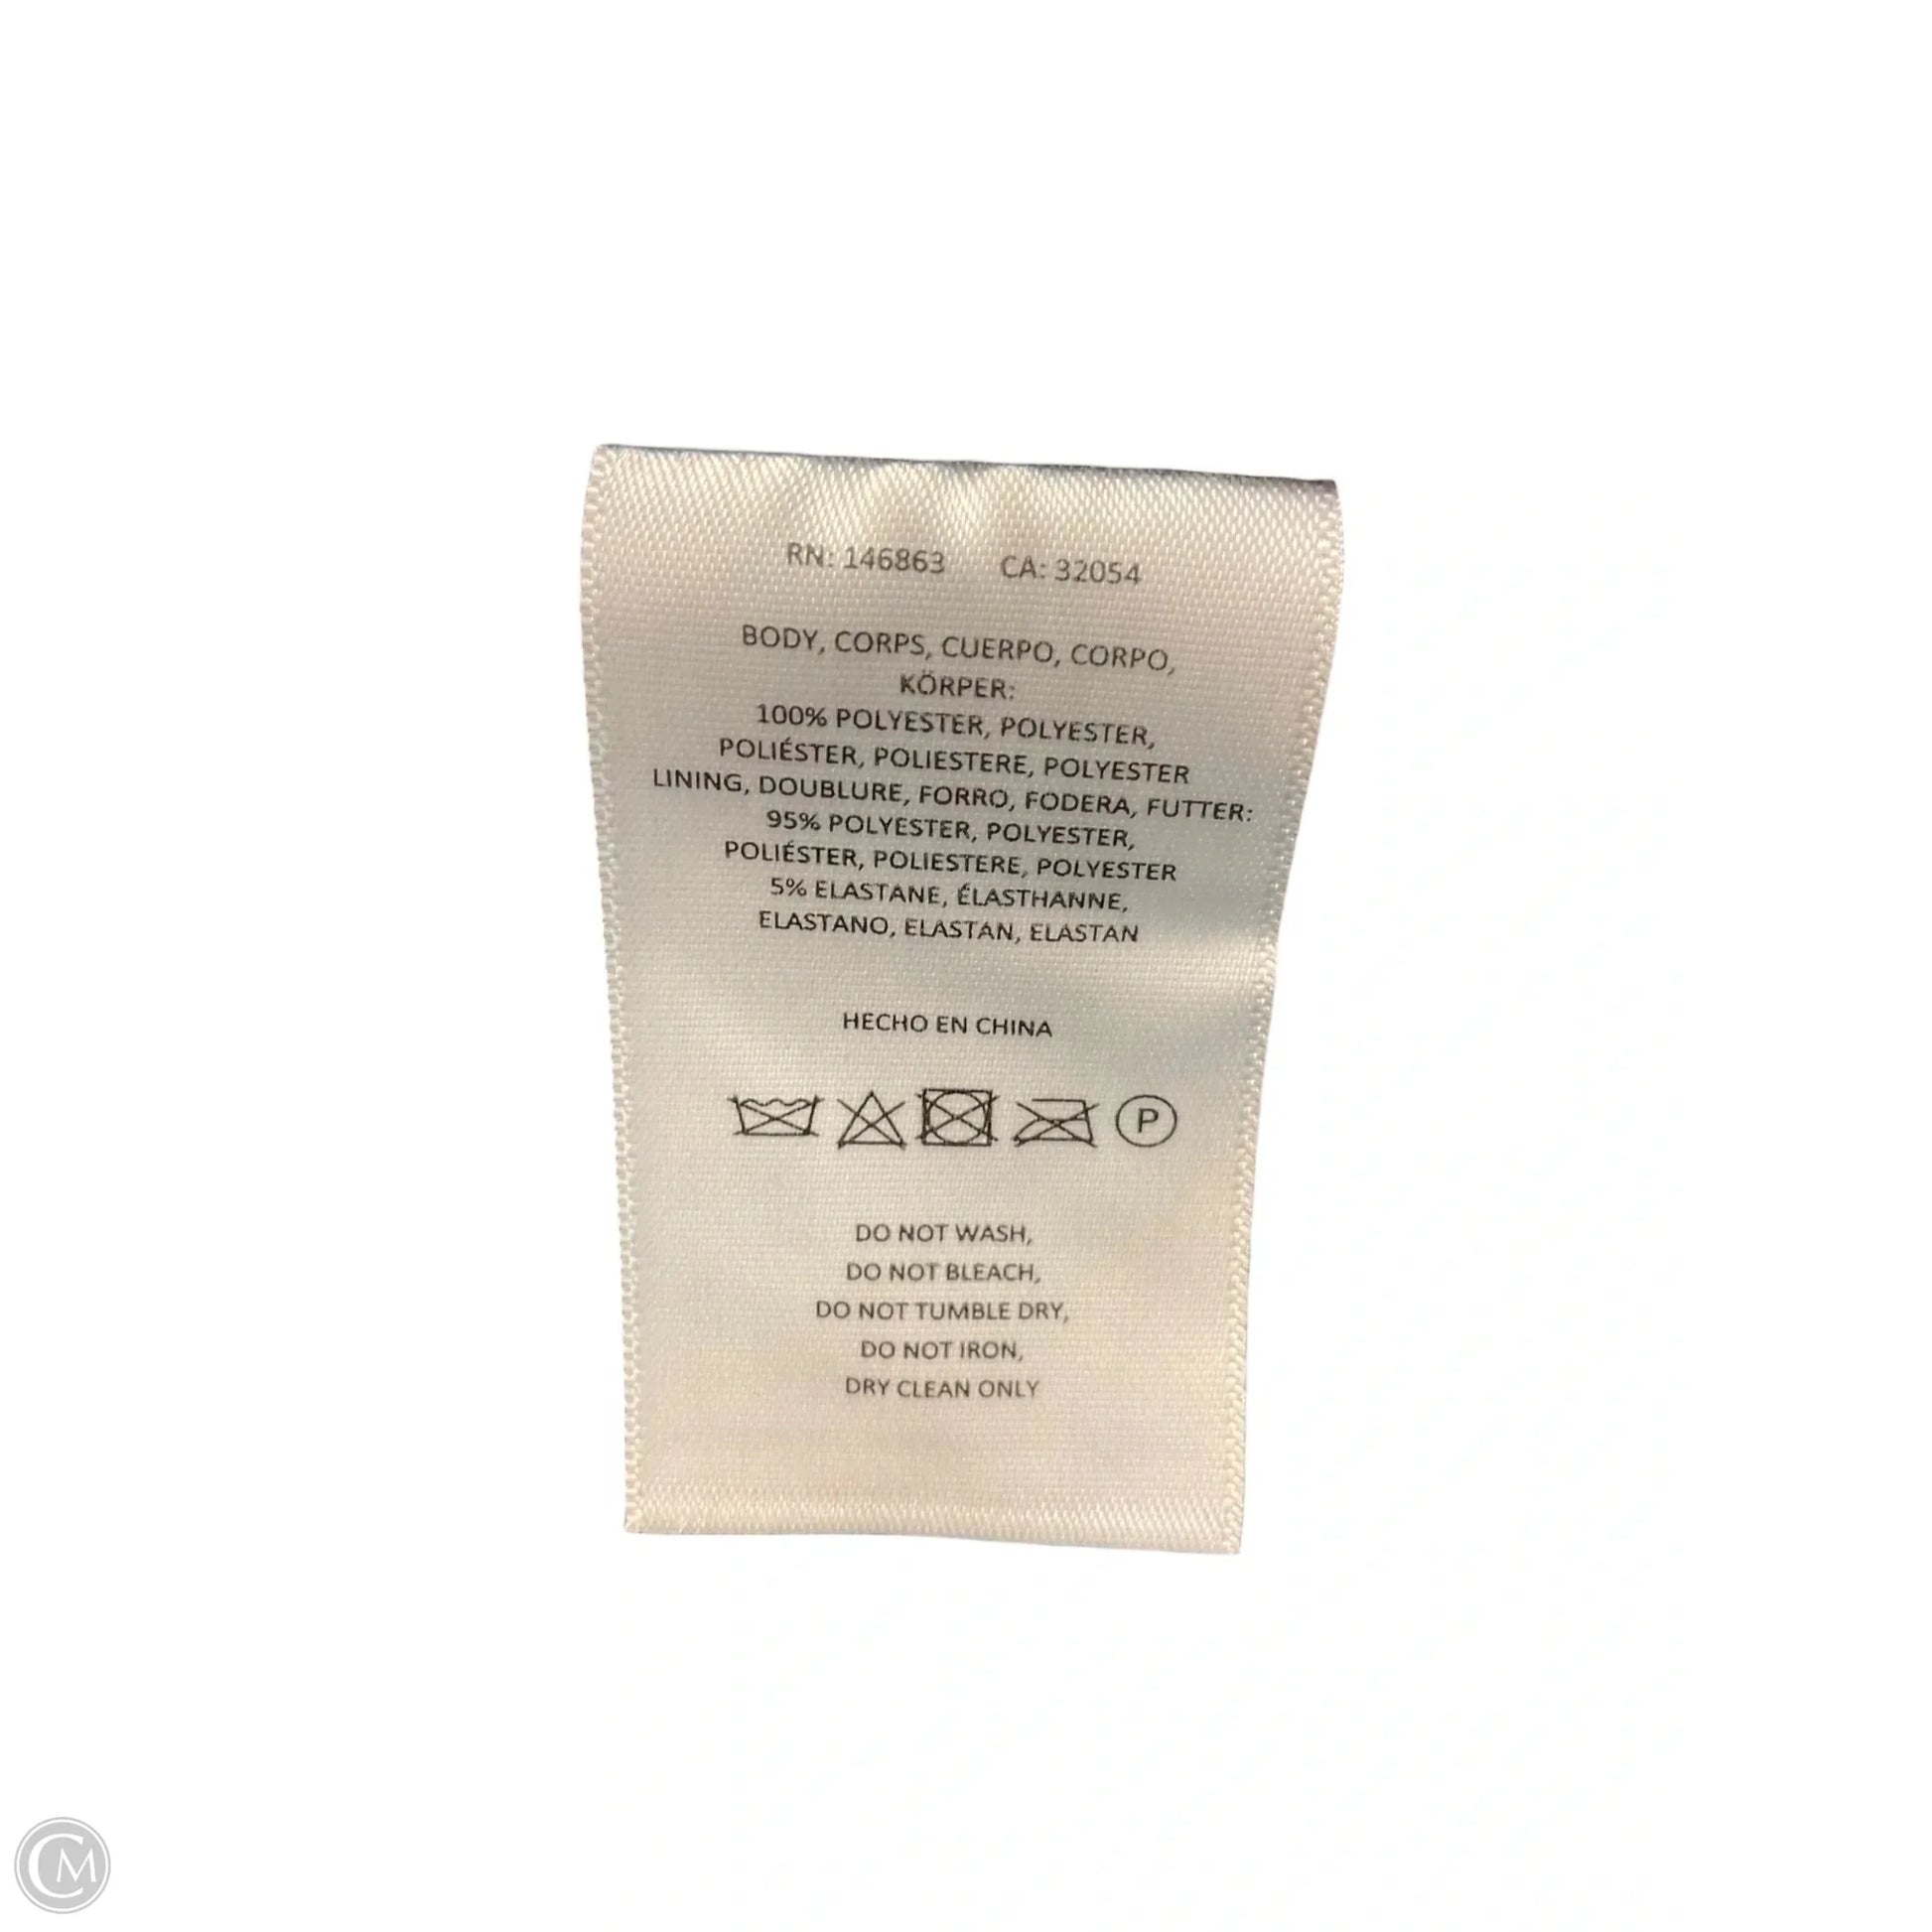 RN: 146863 CA: 32054
BODY, CORPS, CUERPO, CORPO,
KÖRPER:
100% POLYESTER, POLYESTER,
POLIÉSTER, POLIESTERE, POLYESTER
LINING, DOUBLURE, FORRO, FODERA, FUTTER:
95% POLYESTER, POLYESTER,
POLIÉSTER, POLIESTERE, POLYESTER
5% ELASTANE, ÉLASTHANNE,
ELASTANO, ELASTAN, ELASTAN
HECHO EN CHINA
P
DO NOT WASH,
DO NOT BLEACH,
DO NOT TUMBLE DRY,
DO NOT IRON,
DRY CLEAN ONLY
CM